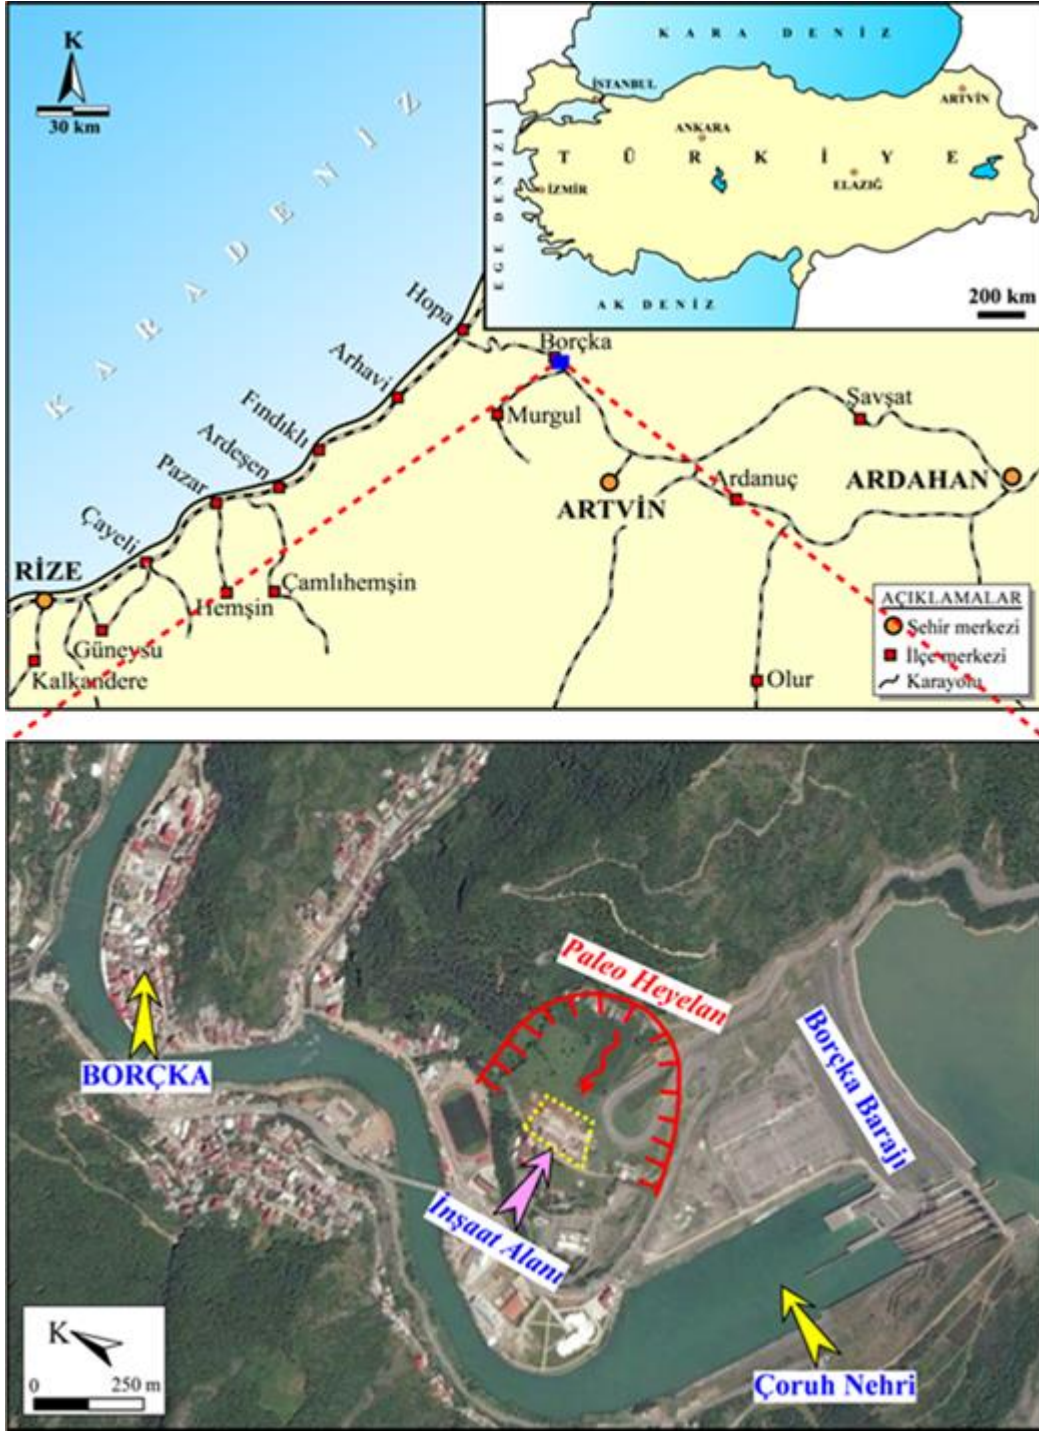 K
30 km
KARADENİZ
KARA DENİZ
İSTANBUL
ARTVİN
ANKARA
TÜRKİYE
İZMİR
ELAZIĞ
EGE DENİZİ
AK DENİZ
200 km
Hopa
Borçka
Arhavi
Murgul
Şavşat
Fındıklı
Ardeşen
Pazar
ARTVİN
Ardanuç
ARDAHAN
Çayeli
RİZE
Hemşin
Çamlıhemşin
Güneysu
Kalkandere
Olur
AÇIKLAMALAR
Şehir merkezi
İlçe merkezi
Karayolu
Paleo Heyelan
BORÇKA
Borçka Barajı
İnşaat Alanı
Çoruh Nehri
K
0 250 m